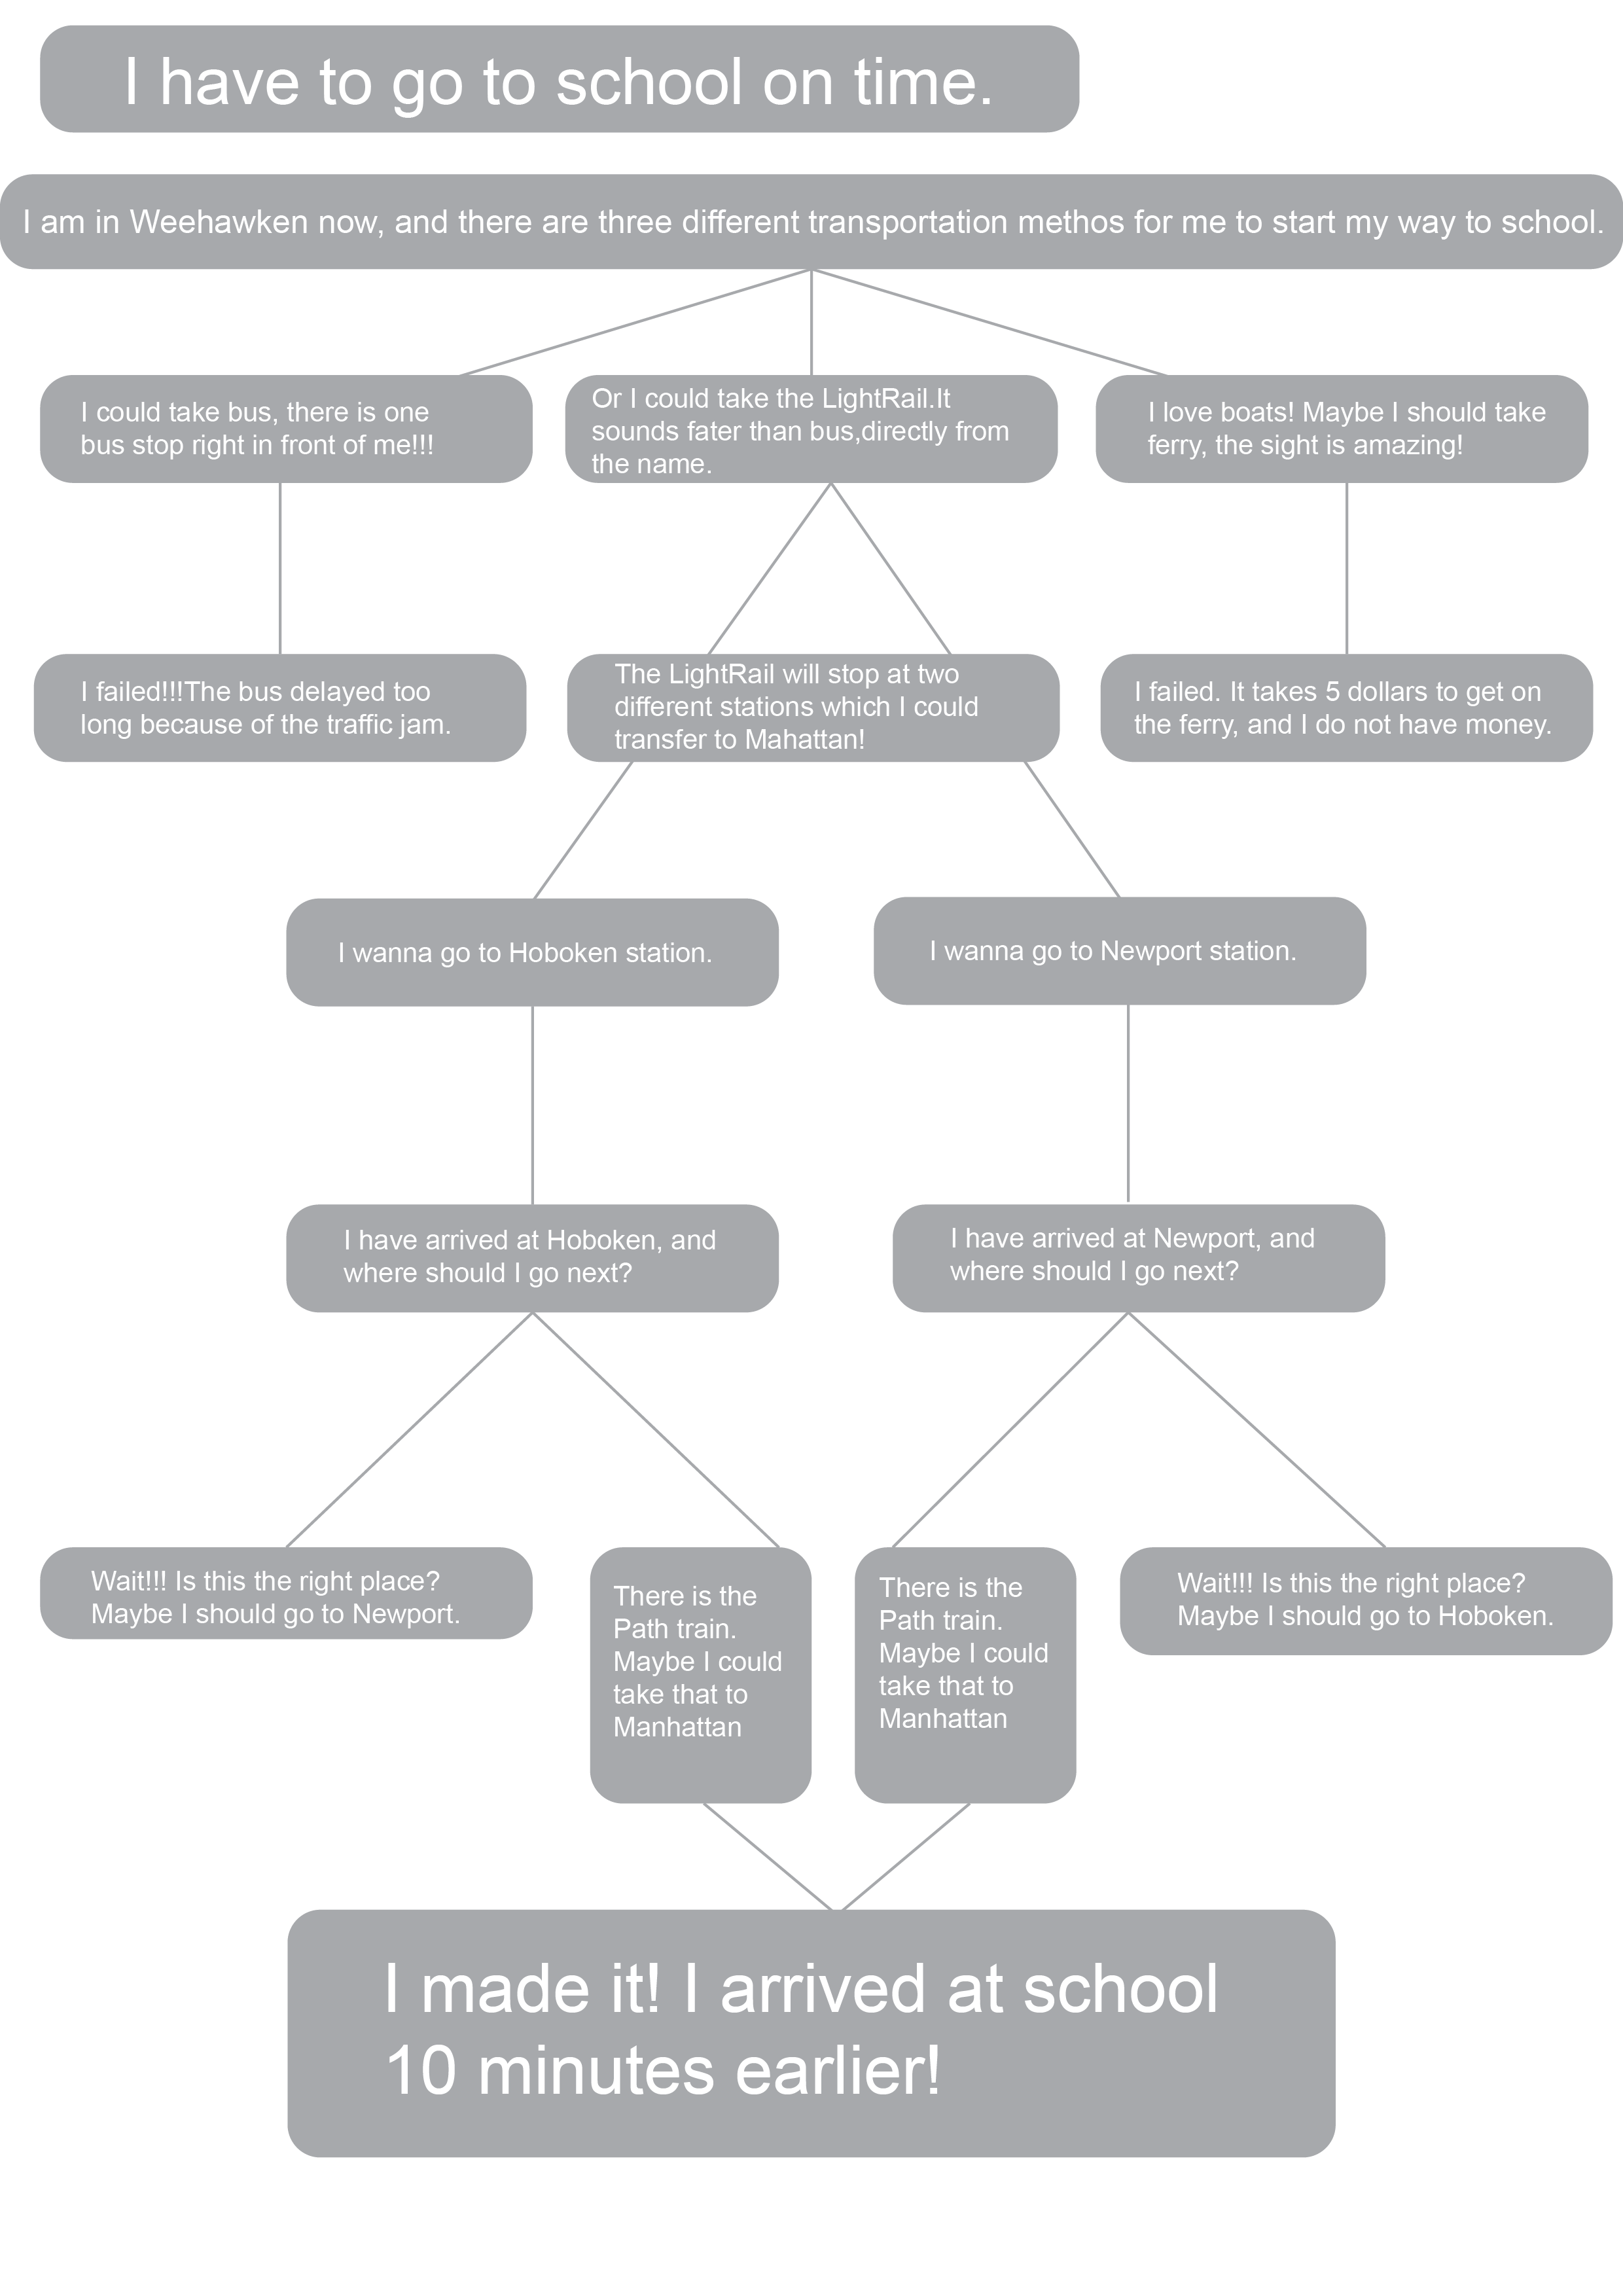 I have to go to school on time.
I am in Weehawken now, and there are three different transportation methos for me to start my way to school.
I could take bus, there is one
bus stop right in front of me!!!
Or I could take the LightRail.It
sounds fater than bus,directly from
the name.
I love boats! Maybe I should take
ferry, the sight is amazing!
I failed!!!The bus delayed too
long because of the traffic jam.
The LightRail will stop at two
different stations which I could
transfer to Mahattan!
I failed. It takes 5 dollars to get on
the ferry, and I do not have money.
I wanna go to Hoboken station.
I wanna go to Newport station.
I have arrived at Hoboken, and
where should I go next?
I have arrived at Newport, and
where should I go next?
Wait!!! Is this the right place?
Maybe I should go to Newport.
There is the
Path train.
Maybe I could
take that to
Manhattan
There is the
Path train.
Maybe I could
take that to
Manhattan
Wait!!! Is this the right place?
Maybe I should go to Hoboken.
I made it! I arrived at school
10 minutes earlier!